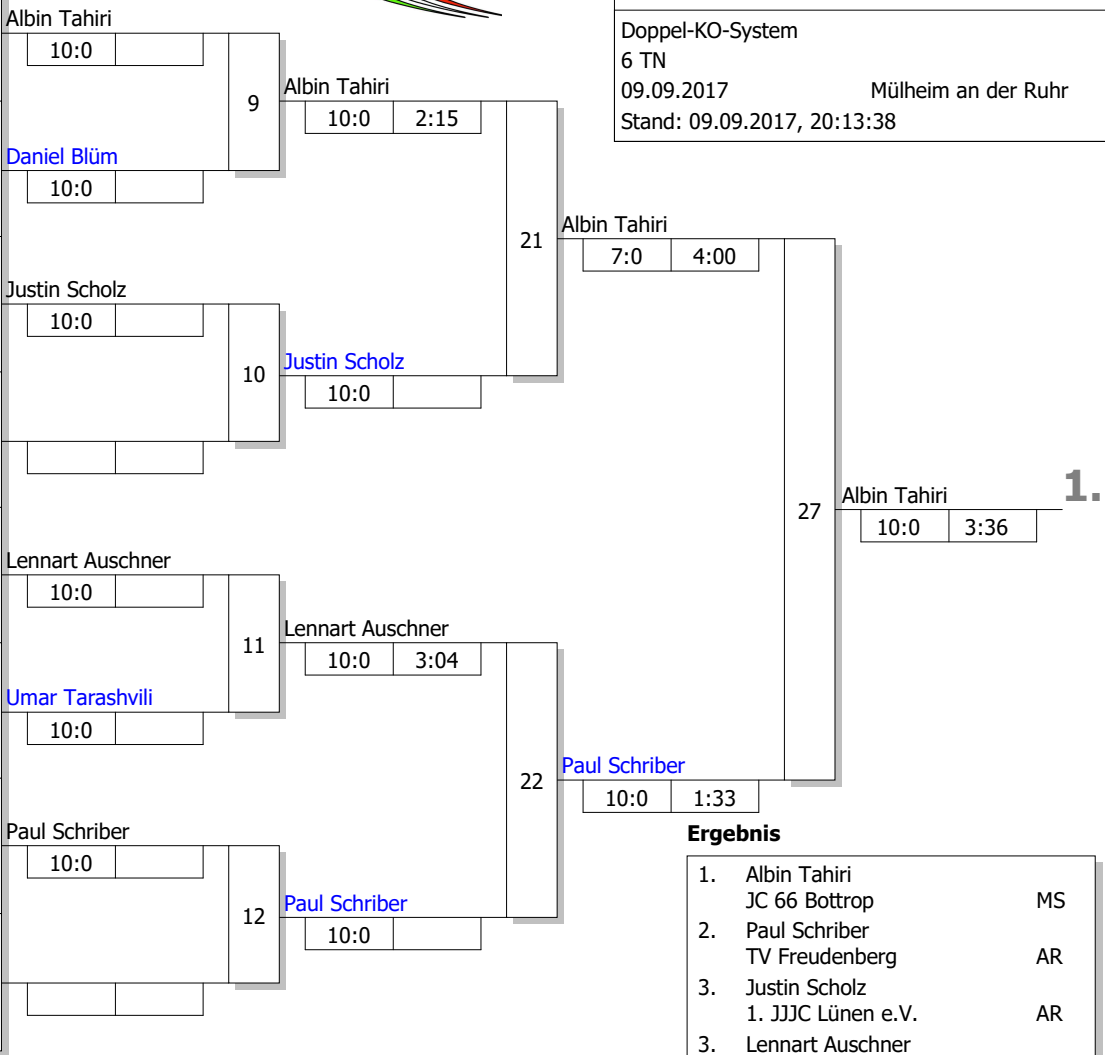 Doppel-KO-System
6 TN
09.09.2017 Mülheim an der Ruhr
Stand: 09.09.2017, 20:13:38
Albin Tahiri
10:0
9
Daniel Blüm
10:0
Albin Tahiri
10:0 2:15
21
Justin Scholz
10:0
10
Justin Scholz
10:0
Albin Tahiri
7:0 4:00
27
Albin Tahiri
10:0 3:36
1.
Lennart Auschner
10:0
11
Umar Tarashvili
10:0
Lennart Auschner
10:0 3:04
22
Paul Schriber
10:0
12
Paul Schriber
10:0
Paul Schriber
10:0 1:33
Ergebnis
1. Albin Tahiri
JC 66 Bottrop MS
2. Paul Schriber
TV Freudenberg AR
3. Justin Scholz
1. JJJC Lünen e.V. AR
3. Lennart Auschner